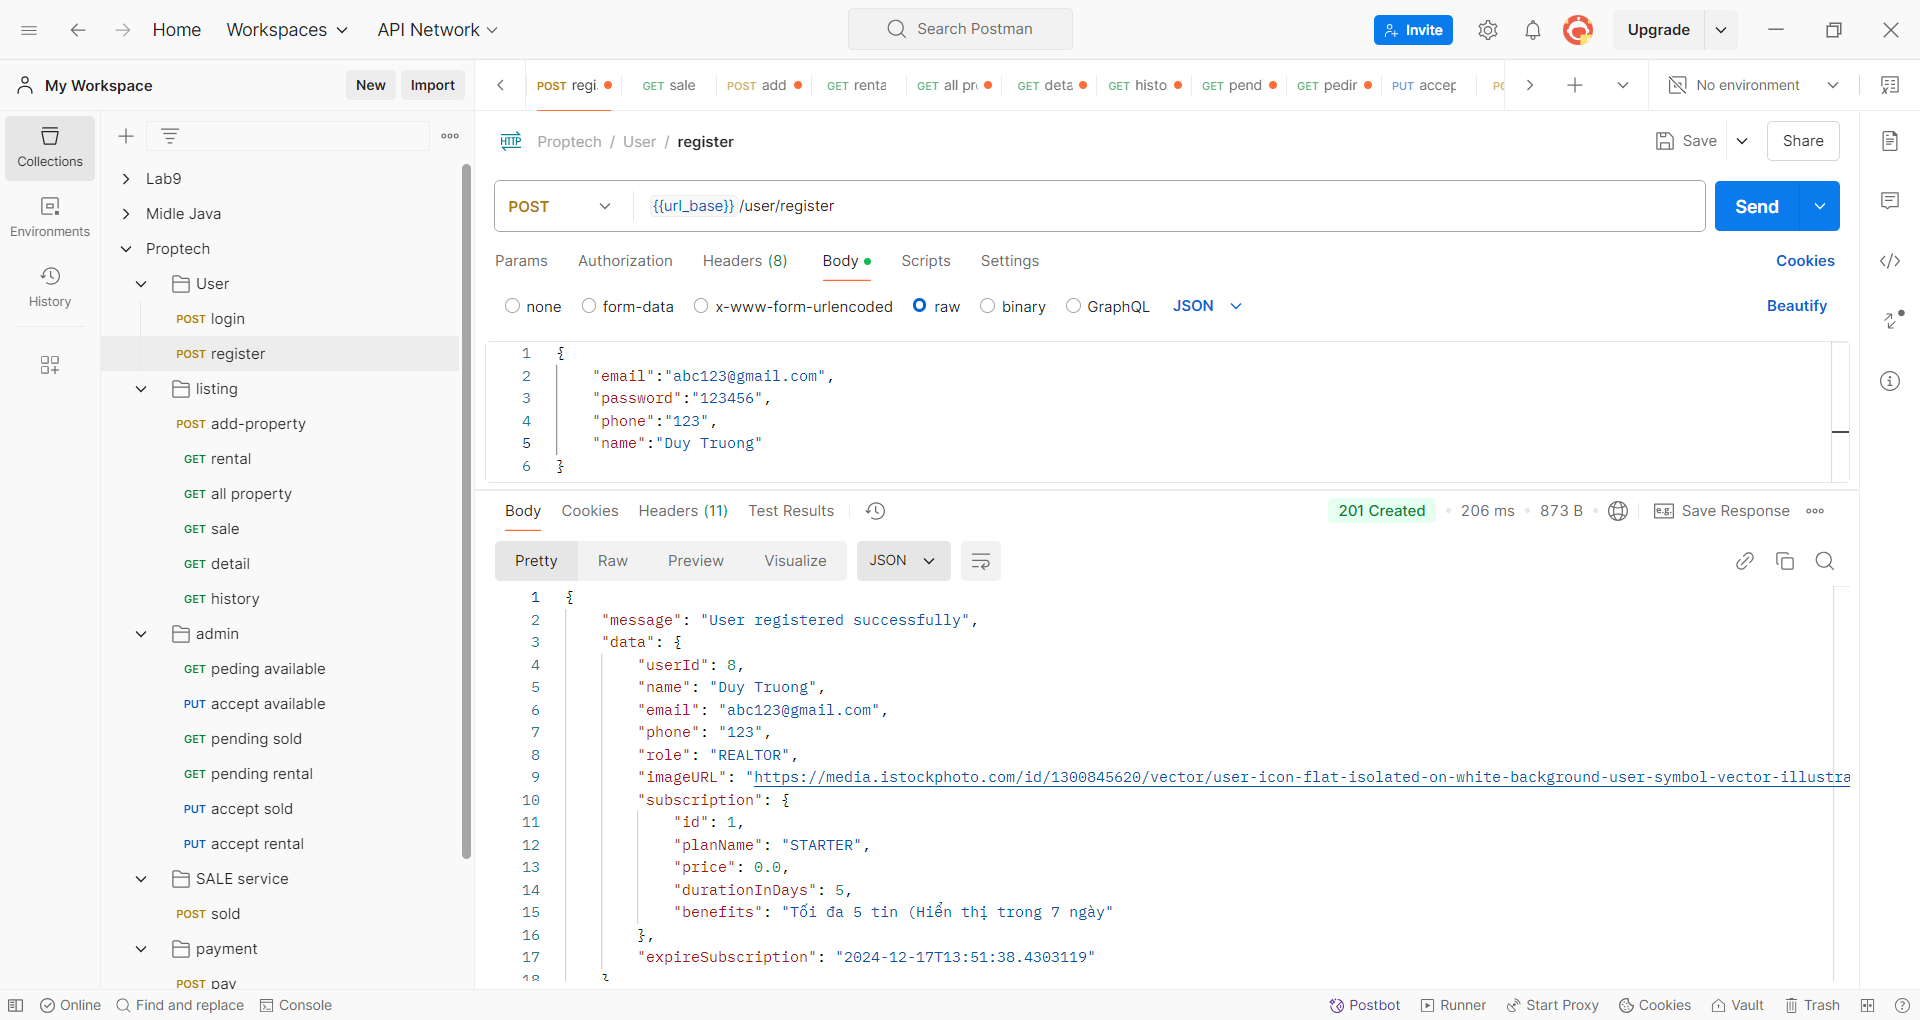 Home Workspaces API Network Search Postman Invite Upgrade
My Workspace New Import POST regi GET sale POST add GET renta GET all pr GET deta GET histo GET pend GET pedir PUT accep PC No environment
HTTP Proptech / User / register Save Share
Collections
Environments
History
Lab9
Midle Java
Proptech
User
POST login
POST register
listing
POST add-property
GET rental
GET all property
GET sale
GET detail
GET history
admin
GET peding available
PUT accept available
GET pending sold
GET pending rental
PUT accept sold
PUT accept rental
SALE service
POST sold
payment
POST pay
POST {{url_base}}/user/register Send
Params Authorization Headers (8) Body Scripts Settings Cookies
none form-data x-www-form-urlencoded raw binary GraphQL JSON Beautify
1 {
2 "email":"abc123@gmail.com",
3 "password":"123456",
4 "phone":"123",
5 "name":"Duy Truong"
6 }
Body Cookies Headers (11) Test Results 201 Created 206 ms 873 B e.g. Save Response
Pretty Raw Preview Visualize JSON
1 {
2 "message": "User registered successfully",
3 "data": {
4 "userId": 8,
5 "name": "Duy Truong",
6 "email": "abc123@gmail.com",
7 "phone": "123",
8 "role": "REALTOR",
9 "imageURL": "https://media.istockphoto.com/id/1300845620/vector/user-icon-flat-isolated-on-white-background-user-symbol-vector-illustra
10 "subscription": {
11 "id": 1,
12 "planName": "STARTER",
13 "price": 0.0,
14 "durationInDays": 5,
15 "benefits": "Tối đa 5 tin (Hiển thị trong 7 ngày"
16 },
17 "expireSubscription": "2024-12-17T13:51:38.4303119"
18 }
Online Find and replace Console Postbot Runner Start Proxy Cookies Vault Trash